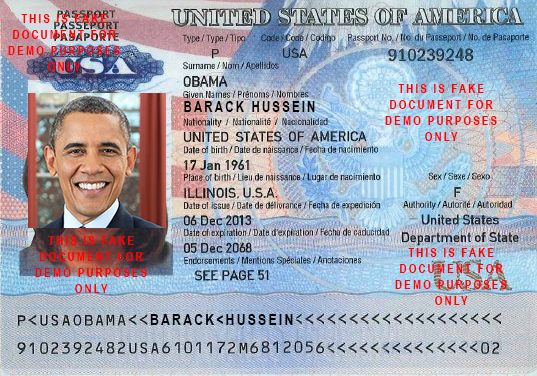 THIS IS FAKE
DOCUMENT FOR
DEMO PURPOSES
ONLY
PASSPORT
PASSEPORT
PASAPORTE
USA
UNITED STATES OF AMERICA
Type / Type / Tipo Code / Code / Codigo Passport No. / No. du Passeport / No. de Pasaporte
P USA 910239248
Surname / Nom / Apellidos
OBAMA
Given Names / Prénoms / Nombres
BARACK HUSSEIN
Nationality / Nationalité / Nacionalidad
UNITED STATES OF AMERICA
Date of birth / Date de naissance / Fecha de nacimiento
17 Jan 1961
Place of birth / Lieu de naissance / Lugar de nacimiento Sex / Sexe / Sexo
ILLINOIS, U.S.A. F
Date of issue / Date de délivrance / Fecha de expedición Authority / Autorité / Autoridad
06 Dec 2013 United States
Date of expiration / Date d'expiration / Fecha de caducidad Department of State
05 Dec 2068
Endorsements / Mentions Spéciales / Anotaciones
SEE PAGE 51
THIS IS FAKE
DOCUMENT FOR
DEMO PURPOSES
ONLY
THIS IS FAKE
DOCUMENT FOR
DEMO PURPOSES
ONLY
THIS IS FAKE
DOCUMENT FOR
DEMO PURPOSES
ONLY
USA
P<USAOBAMA<<BARACK<HUSSEIN<<<<<<<<<<<<<<<<<<
9102392482USA6101172M6812056<<<<<<<<<<<<<<02